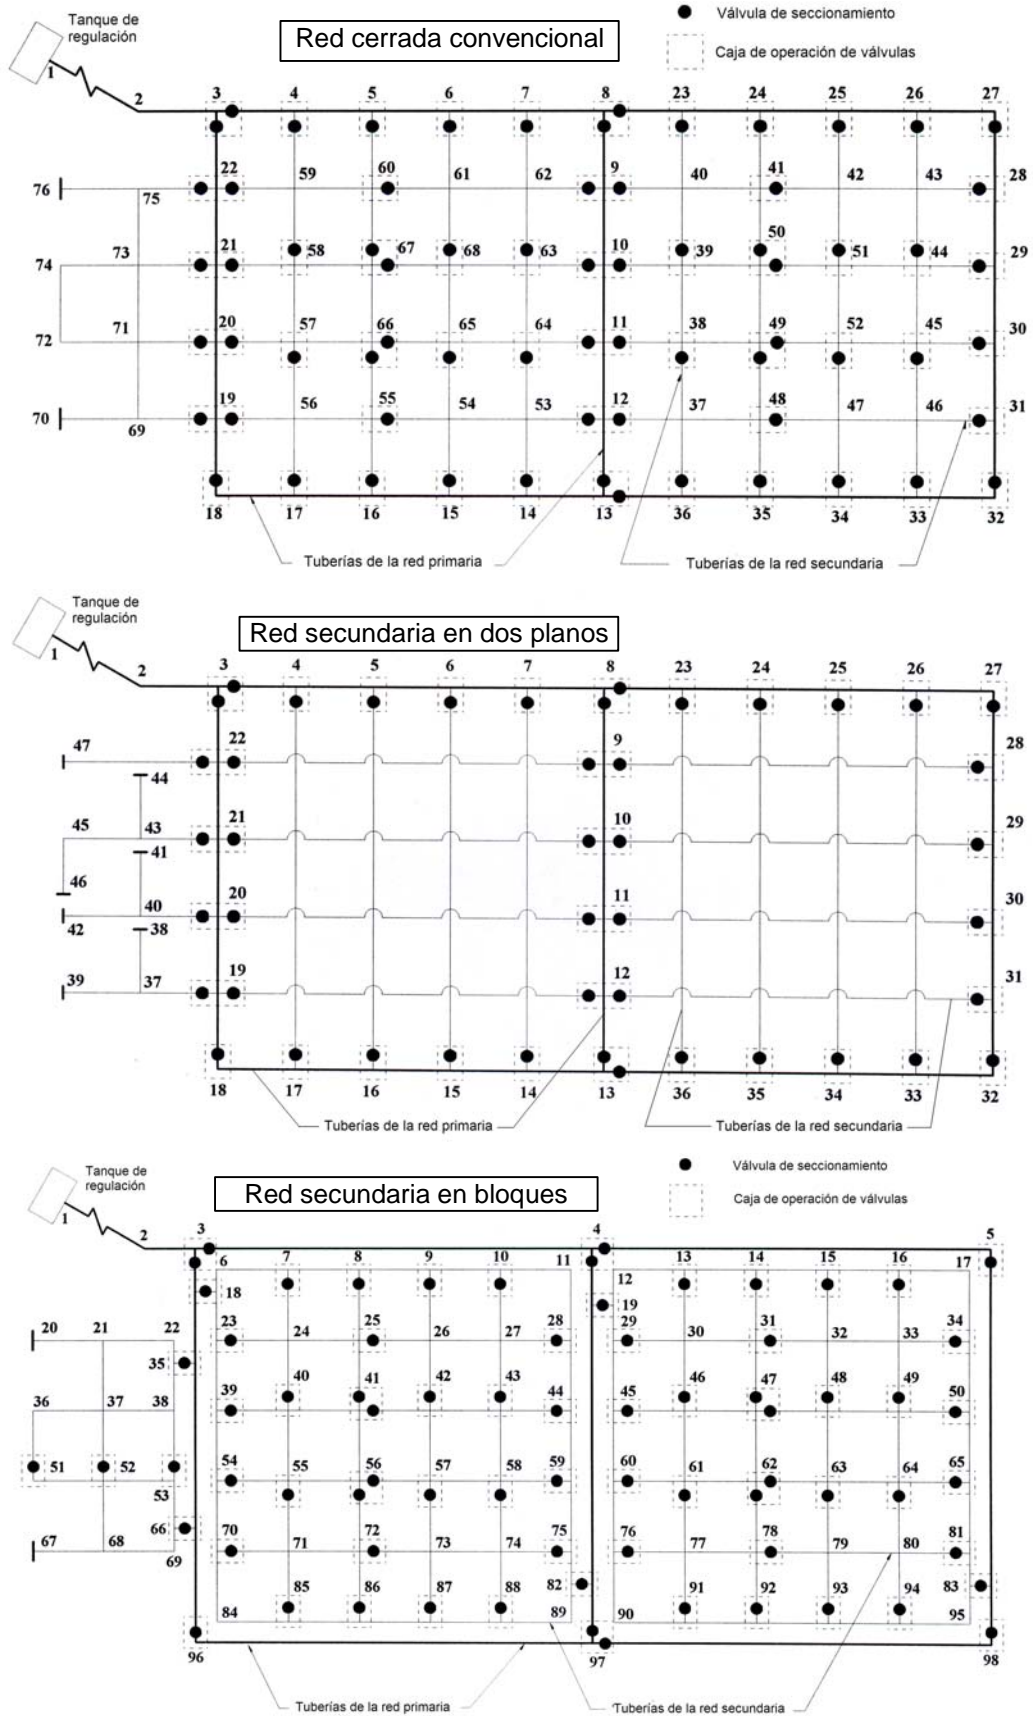 Tanque de
regulación
1
Red cerrada convencional
Válvula de seccionamiento
Caja de operación de válvulas
2 3 4 5 6 7 8 23 24 25 26 27
76 75 22 59 60 61 62 9 40 41 42 43 28
74 73 21 58 67 68 63 10 39 50 51 44 29
72 71 20 57 66 65 64 11 38 49 52 45 30
70 69 19 56 55 54 53 12 37 48 47 46 31
18 17 16 15 14 13 36 35 34 33 32
Tuberías de la red primaria
Tuberías de la red secundaria
Tanque de
regulación
1
Red secundaria en dos planos
2 3 4 5 6 7 8 23 24 25 26 27
47 22 9 28
44
45 43 21 10 29
41
46 20 11 30
42 40 38
39 37 19 12 31
18 17 16 15 14 13 36 35 34 33 32
Tuberías de la red primaria
Tuberías de la red secundaria
Tanque de
regulación
1
Red secundaria en bloques
Válvula de seccionamiento
Caja de operación de válvulas
2 3 4 5
6 7 8 9 10 11 12 13 14 15 16 17
18 19
20 21 22 23 24 25 26 27 28 29 30 31 32 33 34
35
36 37 38 39 40 41 42 43 44 45 46 47 48 49 50
51 52 53 54 55 56 57 58 59 60 61 62 63 64 65
66
67 68 69 70 71 72 73 74 75 76 77 78 79 80 81
82 83
84 85 86 87 88 89 90 91 92 93 94 95
96 97 98
Tuberías de la red primaria
Tuberías de la red secundaria